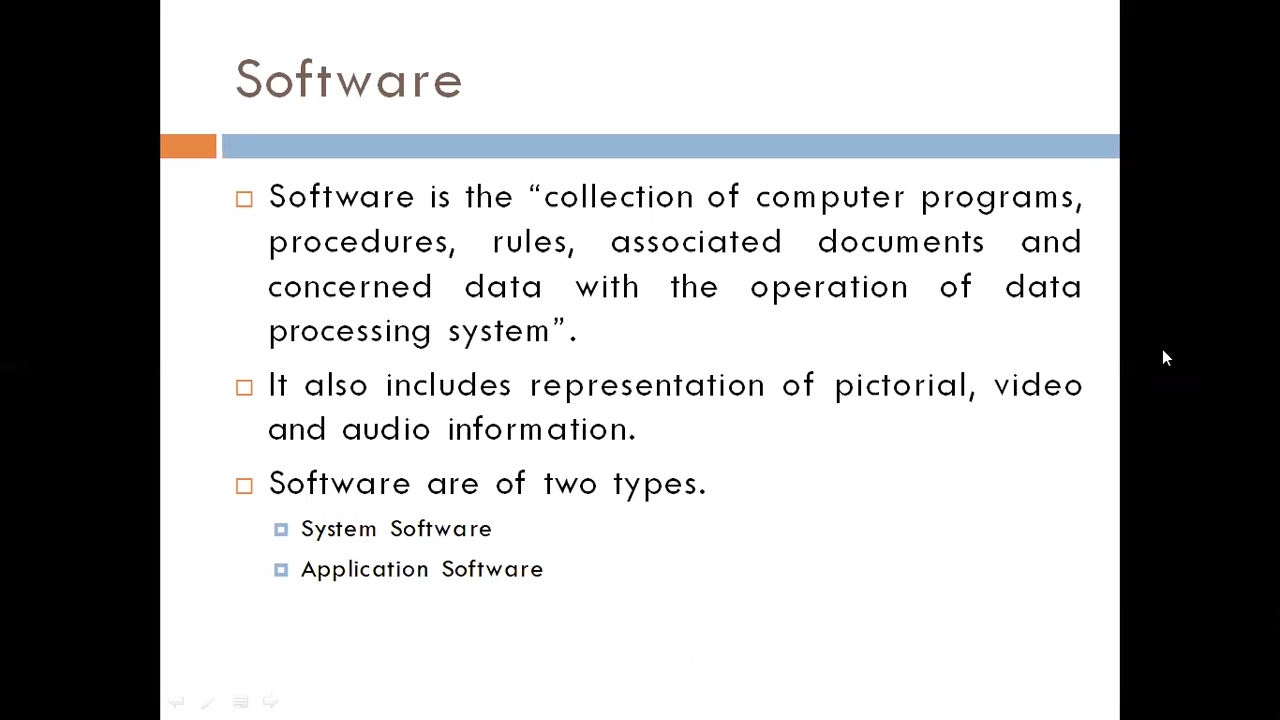 Software
Software is the “collection of computer programs,
procedures, rules, associated documents and
concerned data with the operation of data
processing system”.
It also includes representation of pictorial, video
and audio information.
Software are of two types.
System Software
Application Software